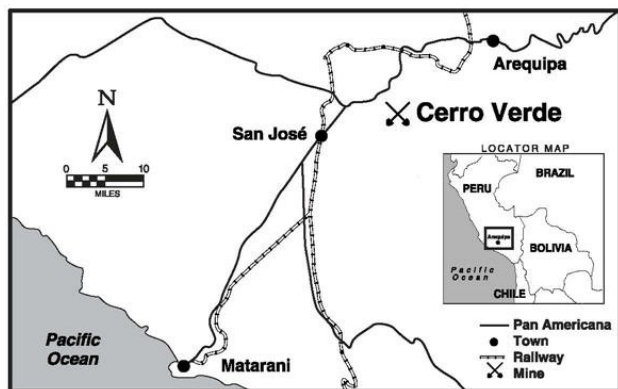 Arequipa
N
Cerro Verde
San José
0 5 10
MILES
LOCATOR MAP
BRAZIL
PERU
Arequipa
BOLIVIA
Pacific
Ocean
CHILE
Pan Americana
Town
Railway
Mine
Pacific
Ocean
Matarani